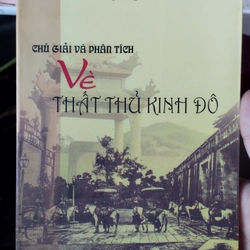 CHÚ GIẢI VÀ PHÂN TÍCH
VÈ
THẤT THỦ KINH ĐÔ